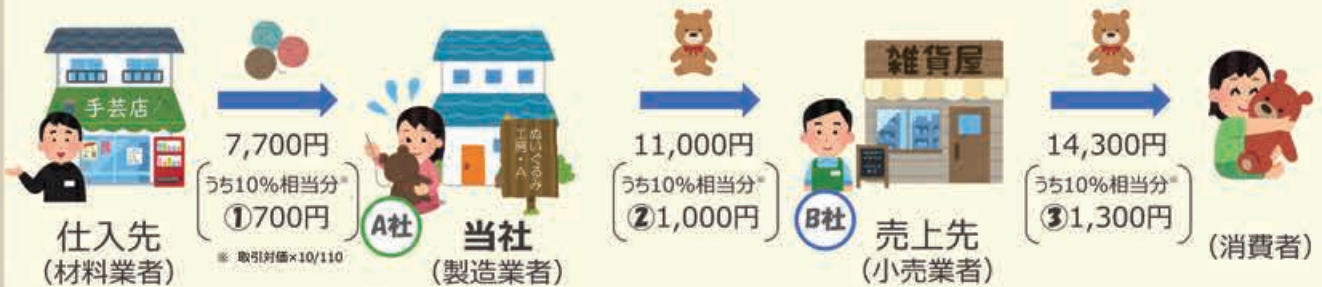 手芸店
7,700円
うち10%相当分※
①700円
※ 取引対価×10/110
仕入先
(材料業者)
ぬいぐるみ
工房・A
A社
当社
(製造業者)
11,000円
うち10%相当分※
②1,000円
雑貨屋
B社
売上先
(小売業者)
14,300円
うち10%相当分※
③1,300円
(消費者)